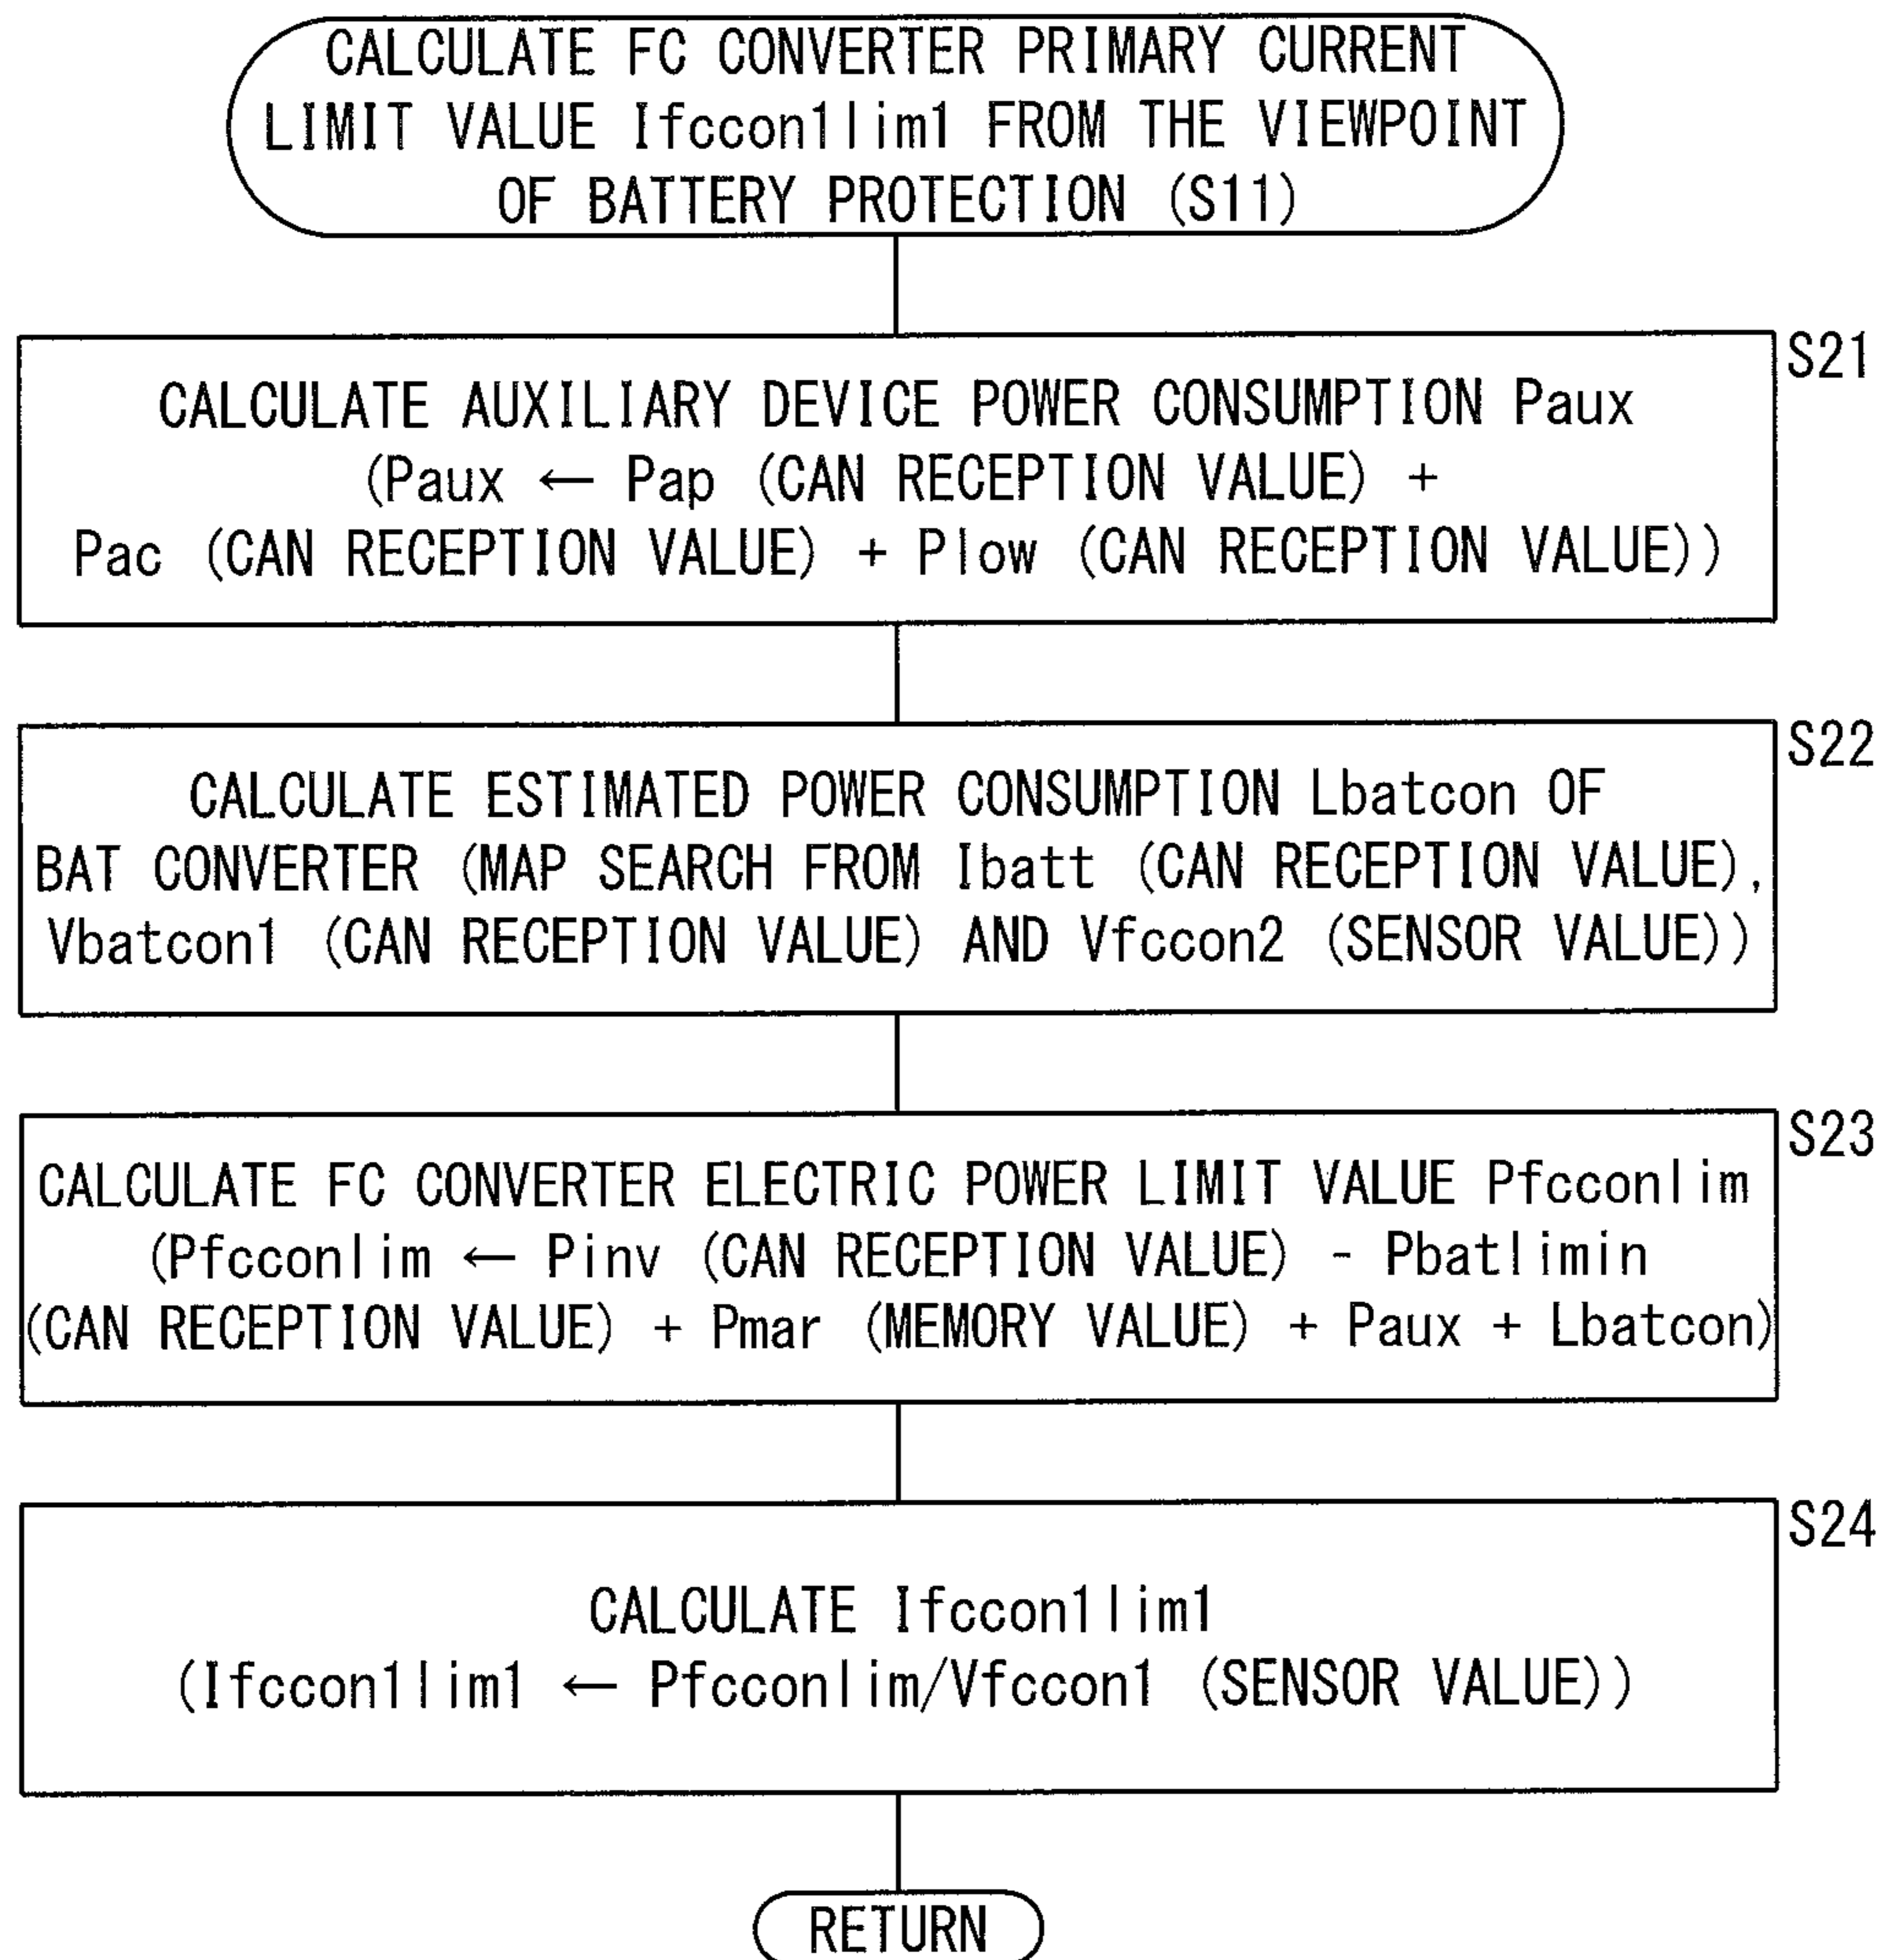 CALCULATE FC CONVERTER PRIMARY CURRENT
LIMIT VALUE Ifccon1lim1 FROM THE VIEWPOINT
OF BATTERY PROTECTION (S11)
S21
CALCULATE AUXILIARY DEVICE POWER CONSUMPTION Paux
(Paux ← Pap (CAN RECEPTION VALUE) +
Pac (CAN RECEPTION VALUE) + Plow (CAN RECEPTION VALUE))
S22
CALCULATE ESTIMATED POWER CONSUMPTION Lbatcon OF
BAT CONVERTER (MAP SEARCH FROM Ibatt (CAN RECEPTION VALUE),
Vbatcon1 (CAN RECEPTION VALUE) AND Vfccon2 (SENSOR VALUE))
S23
CALCULATE FC CONVERTER ELECTRIC POWER LIMIT VALUE Pfcconlim
(Pfcconlim ← Pinv (CAN RECEPTION VALUE) - Pbatlimin
(CAN RECEPTION VALUE) + Pmar (MEMORY VALUE) + Paux + Lbatcon)
S24
CALCULATE Ifccon1lim1
(Ifccon1lim1 ← Pfcconlim/Vfccon1 (SENSOR VALUE))
RETURN